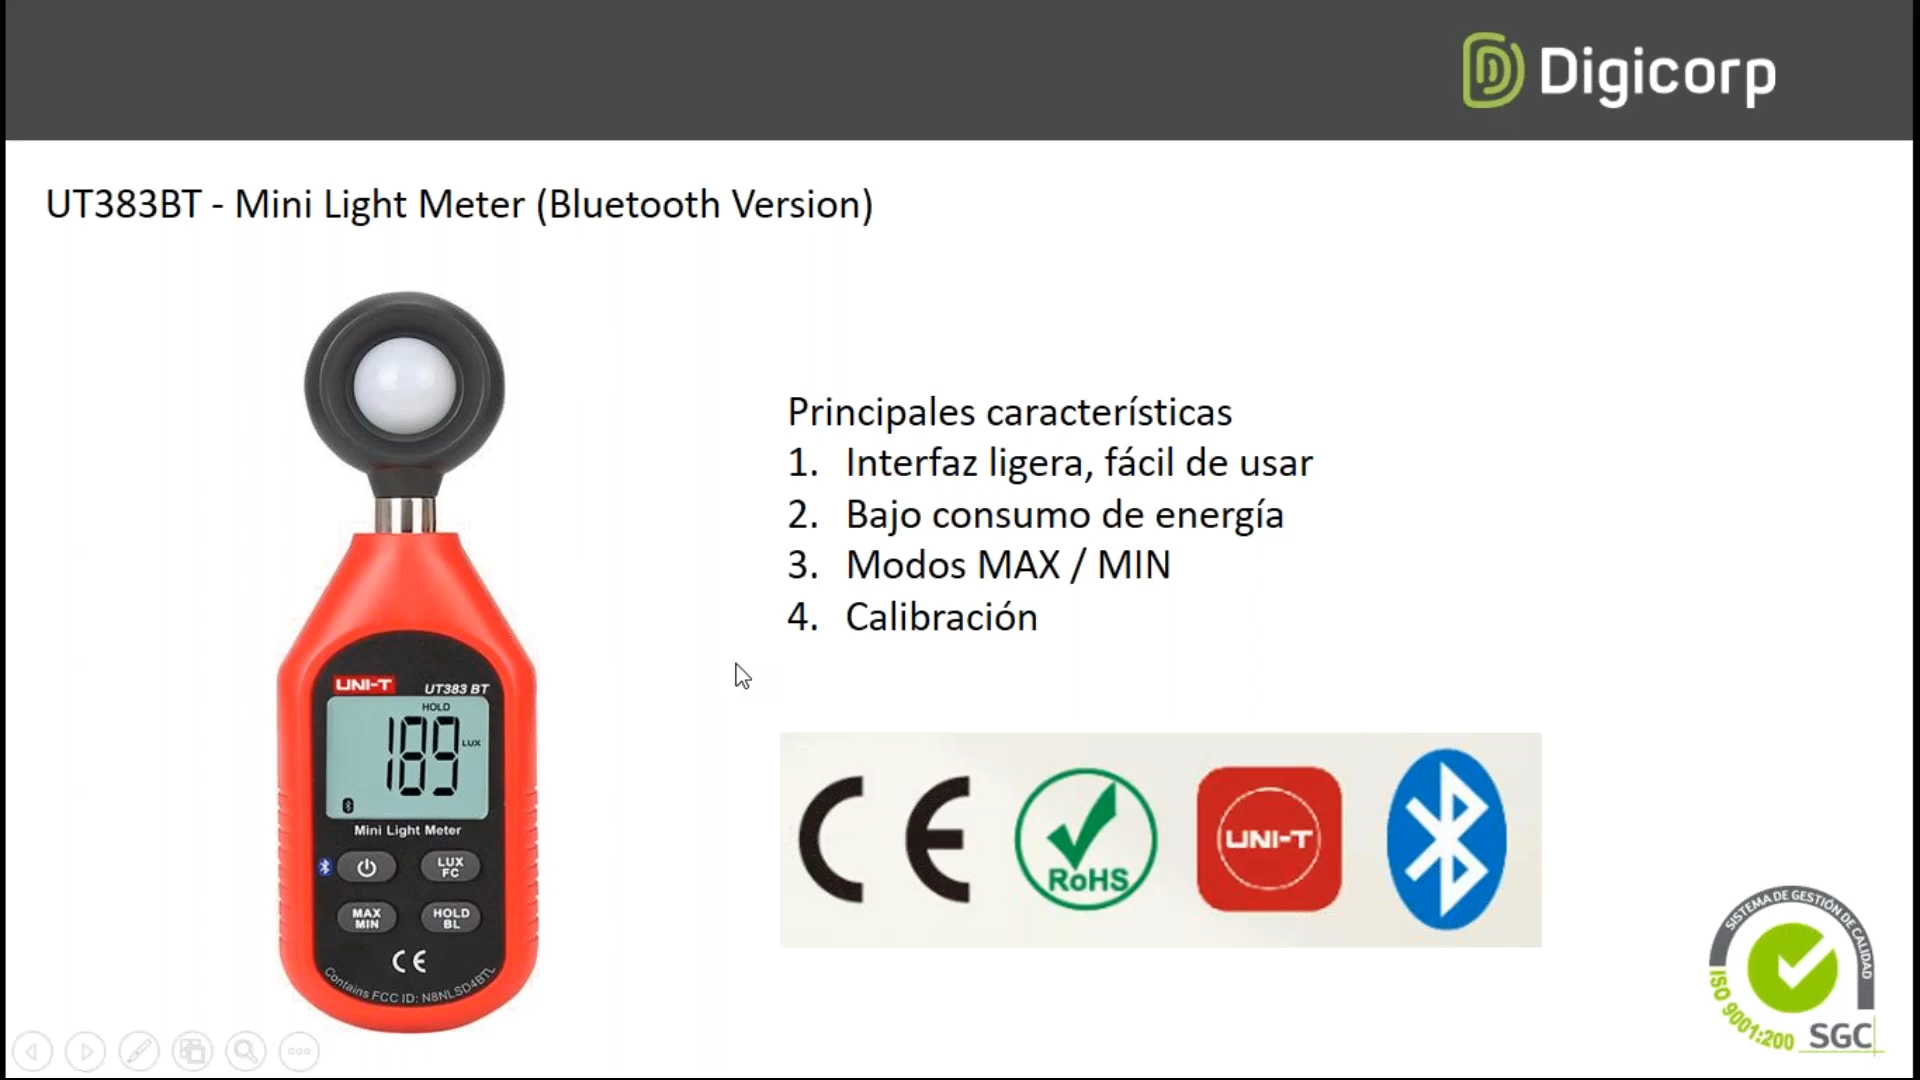 Digicorp
UT383BT - Mini Light Meter (Bluetooth Version)
Principales características
1. Interfaz ligera, fácil de usar
2. Bajo consumo de energía
3. Modos MAX / MIN
4. Calibración
UNI-T
UT383 BT
HOLD
189
LUX
Mini Light Meter
LUX
FC
MAX
MIN
HOLD
BL
CE
Contains FCC ID: N8NLSD4BTL
CE
RoHS
UNI-T
SISTEMA DE GESTIÓN DE CALIDAD
ISO 9001:200
SGC